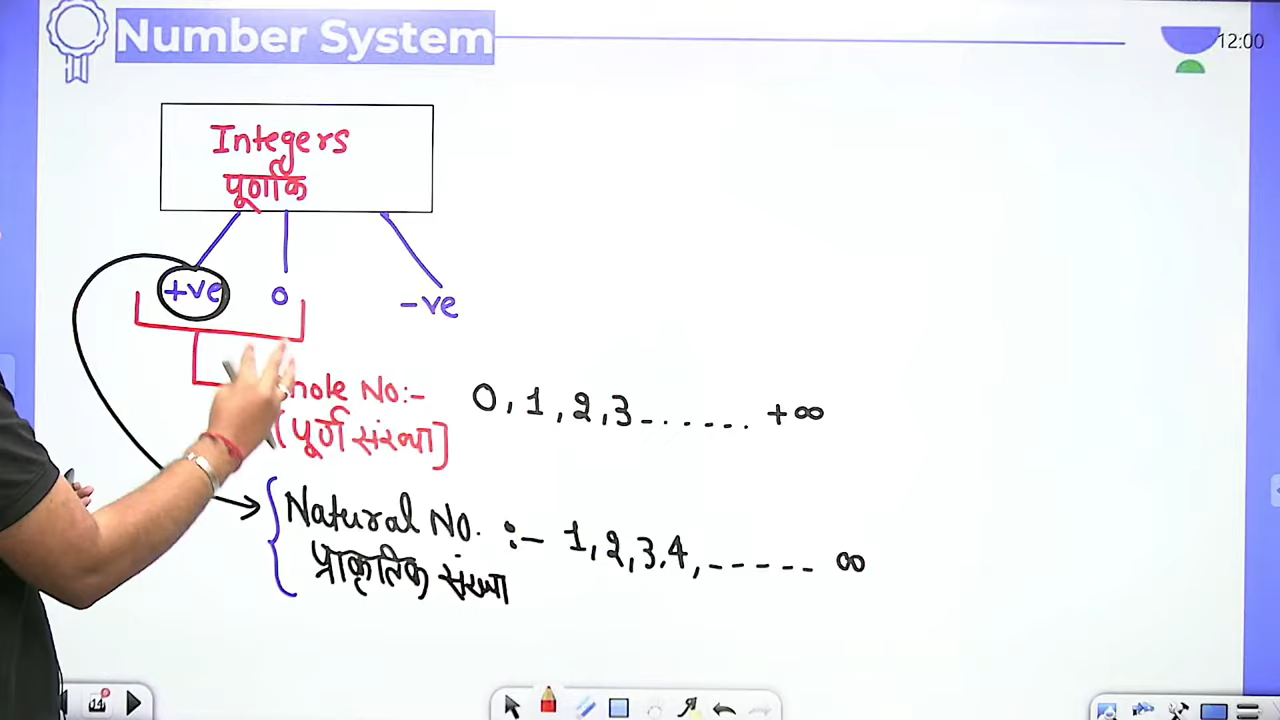 Number System
12:00
Integers
पूर्णांक
+ve 0 -ve
hole No:-
0, 1, 2, 3 - . . . . . . +∞
(पूर्ण संख्या]
Natural No. :- 1, 2, 3, 4, - - - - - ∞
प्राकृतिक संख्या
14